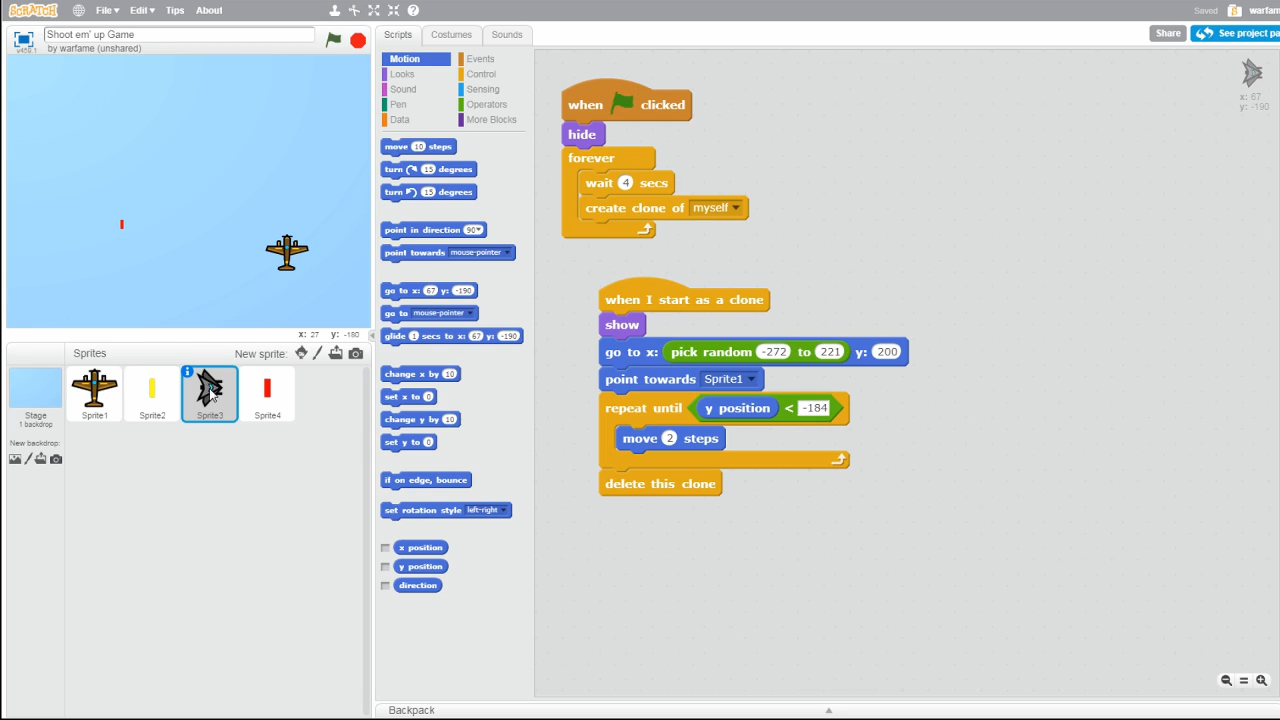 SCRATCH File Edit Tips About Saved
Shoot em' up Game
by warfame (unshared)
v459.1
Scripts Costumes Sounds
Share See project pa
Motion Events
Looks Control
Sound Sensing
Pen Operators
Data More Blocks
move 10 steps
turn 15 degrees
turn 15 degrees
point in direction 90
point towards mouse-pointer
go to x: 67 y: -190
go to mouse-pointer
glide 1 secs to x: 67 y: -190
change x by 10
set x to 0
change y by 10
set y to 0
if on edge, bounce
set rotation style left-right
x position
y position
direction
when clicked
hide
forever
wait 4 secs
create clone of myself
when I start as a clone
show
go to x: pick random -272 to 221 y: 200
point towards Sprite1
repeat until y position < -184
move 2 steps
delete this clone
x: 67
y: -190
x: 27 y: -180
Sprites New sprite:
Stage
1 backdrop
New backdrop:
Sprite1 Sprite2 Sprite3 Sprite4
Backpack